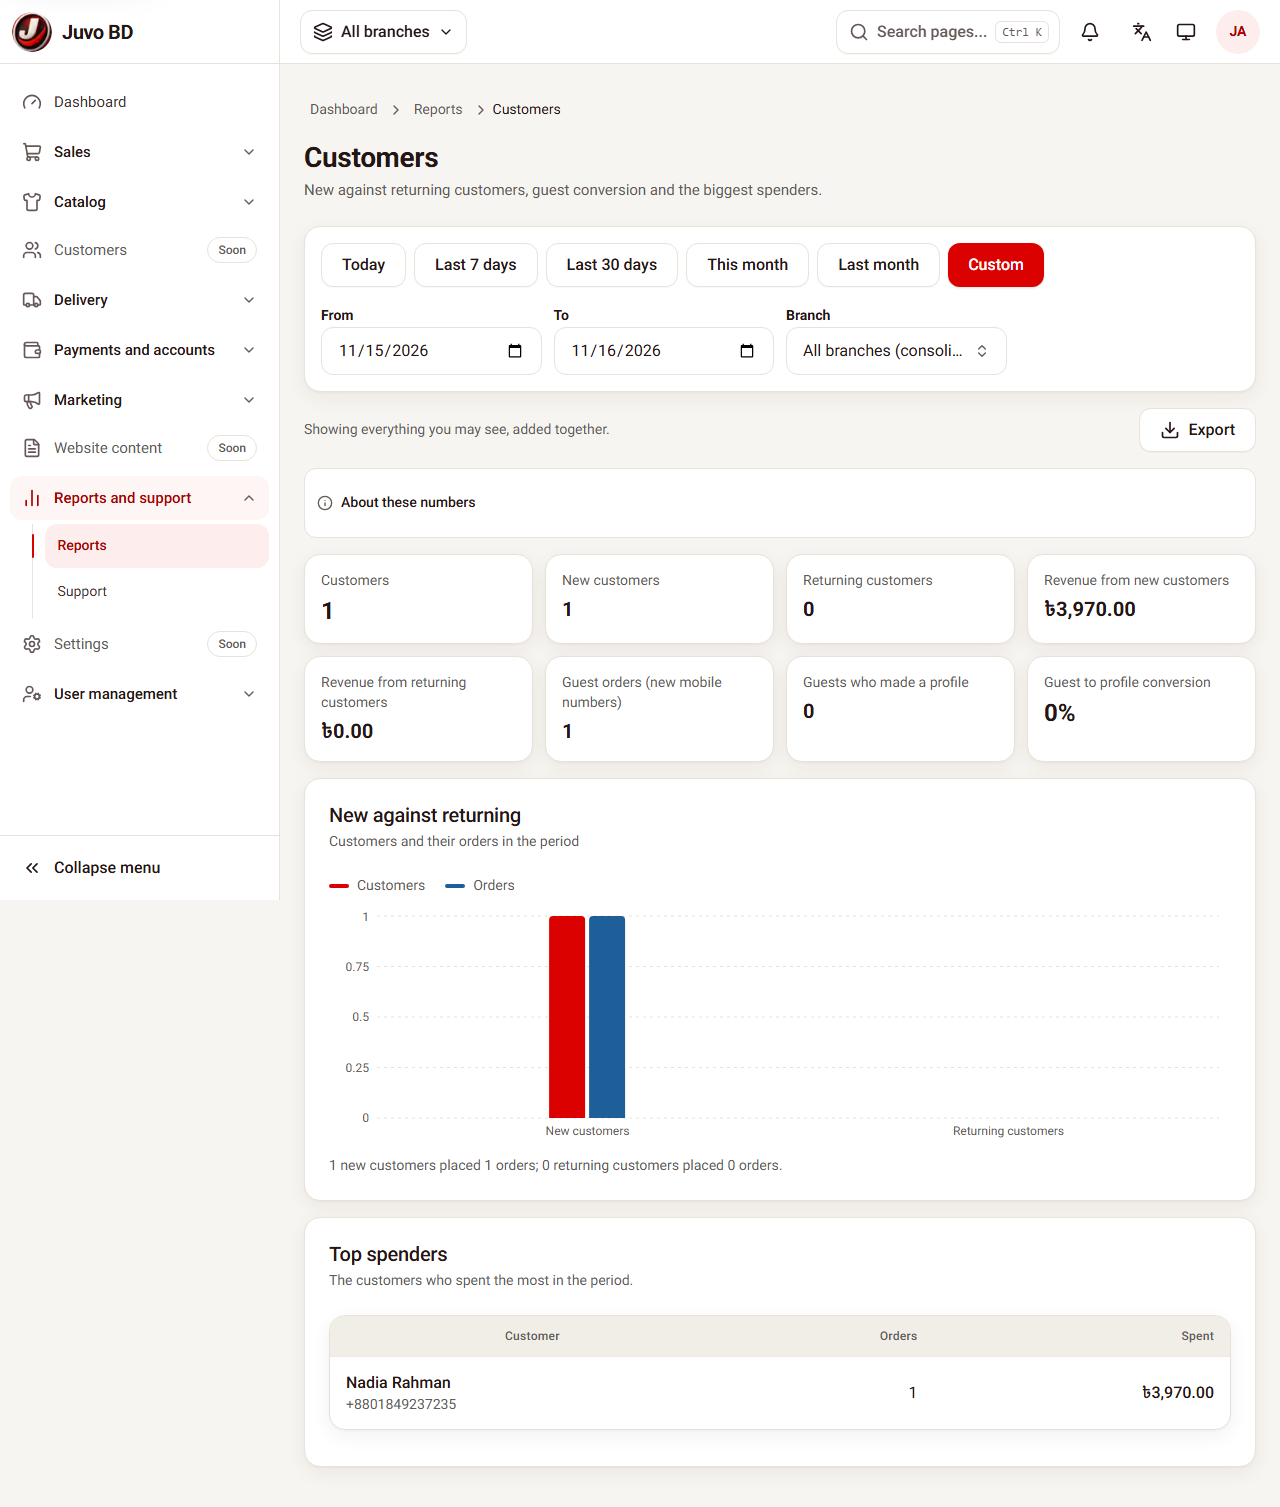 Juvo BD
All branches
Search pages... Ctrl K
JA
Dashboard
Sales
Catalog
Customers Soon
Delivery
Payments and accounts
Marketing
Website content Soon
Reports and support
Reports
Support
Settings Soon
User management
Collapse menu
Dashboard > Reports > Customers
Customers
New against returning customers, guest conversion and the biggest spenders.
Today Last 7 days Last 30 days This month Last month Custom
From To Branch
11/15/2026 11/16/2026 All branches (consoli...
Showing everything you may see, added together.
Export
About these numbers
Customers New customers Returning customers Revenue from new customers
1 1 0 ৳3,970.00
Revenue from returning customers
৳0.00
Guest orders (new mobile numbers)
1
Guests who made a profile
0
Guest to profile conversion
0%
New against returning
Customers and their orders in the period
Customers Orders
1
0.75
0.5
0.25
0
New customers Returning customers
1 new customers placed 1 orders; 0 returning customers placed 0 orders.
Top spenders
The customers who spent the most in the period.
Customer Orders Spent
Nadia Rahman 1 ৳3,970.00
+8801849237235